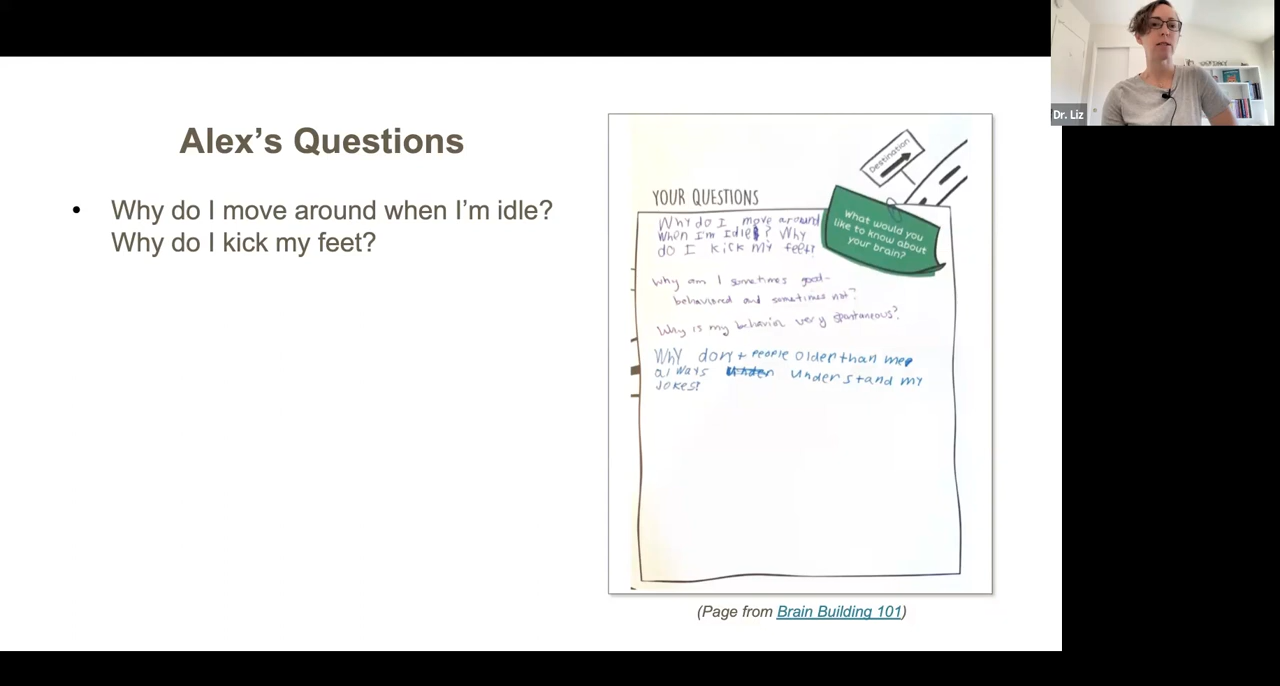 Dr. Liz
Alex's Questions
• Why do I move around when I'm idle?
Why do I kick my feet?
Destination
YOUR QUESTIONS
What would you
like to know about
your brain?
Why do I move around
When I'm Idle? Why
do I kick my feet?
Why am I sometimes good-
behaviored and sometimes not?
Why is my behavior very spontaneous?
Why don't people older than me
always understand my
Jokes?
(Page from Brain Building 101)